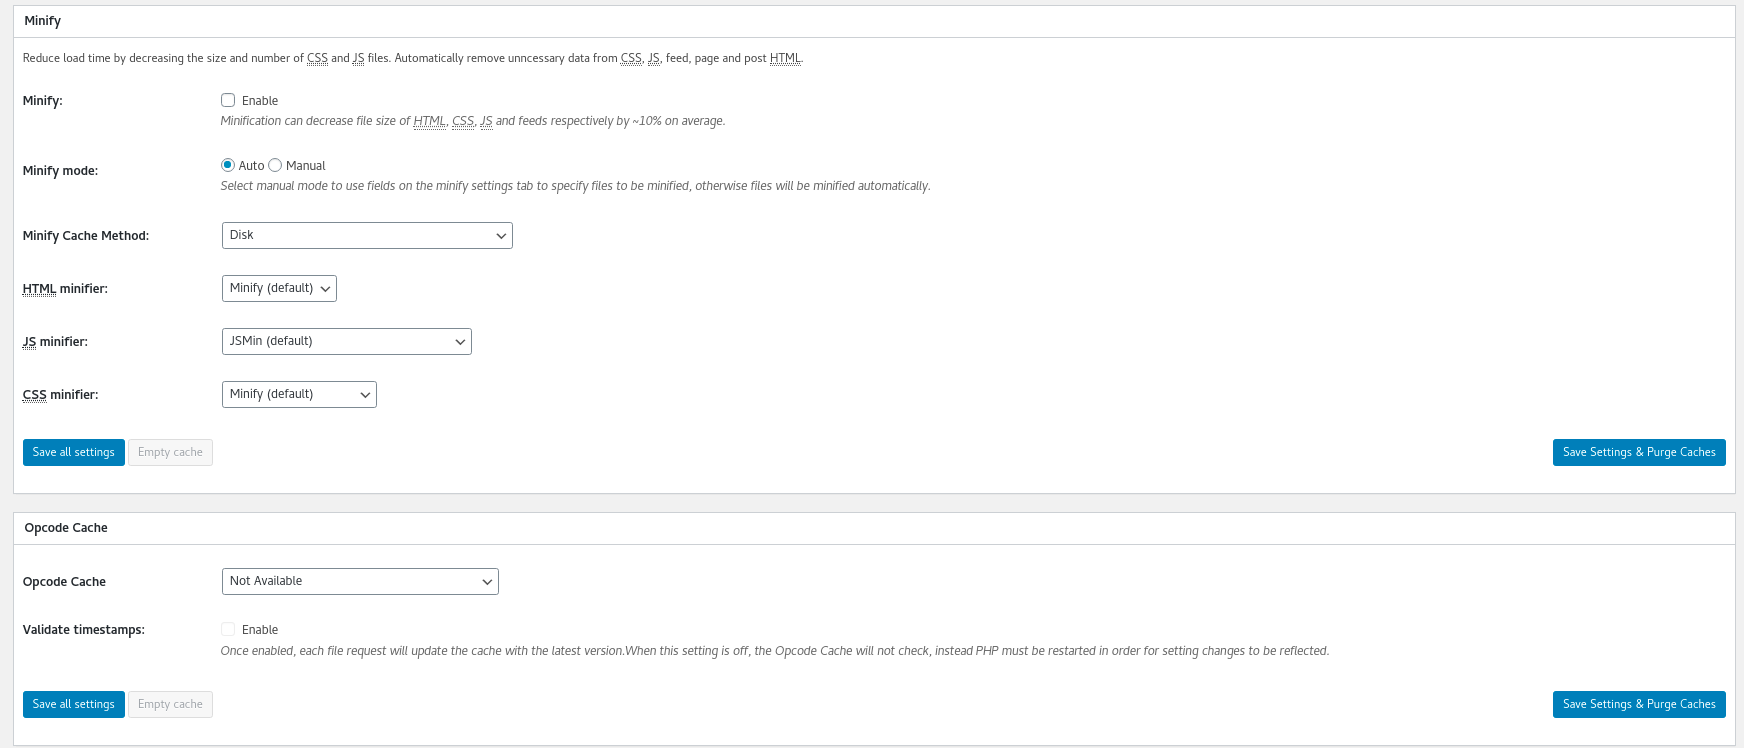 Minify
Reduce load time by decreasing the size and number of CSS and JS files. Automatically remove unncessary data from CSS, JS, feed, page and post HTML.
Minify:
Enable
Minification can decrease file size of HTML, CSS, JS and feeds respectively by ~10% on average.
Minify mode:
Auto Manual
Select manual mode to use fields on the minify settings tab to specify files to be minified, otherwise files will be minified automatically.
Minify Cache Method:
Disk
HTML minifier:
Minify (default)
JS minifier:
JSMin (default)
CSS minifier:
Minify (default)
Save all settings Empty cache Save Settings & Purge Caches
Opcode Cache
Opcode Cache
Not Available
Validate timestamps:
Enable
Once enabled, each file request will update the cache with the latest version.When this setting is off, the Opcode Cache will not check, instead PHP must be restarted in order for setting changes to be reflected.
Save all settings Empty cache Save Settings & Purge Caches